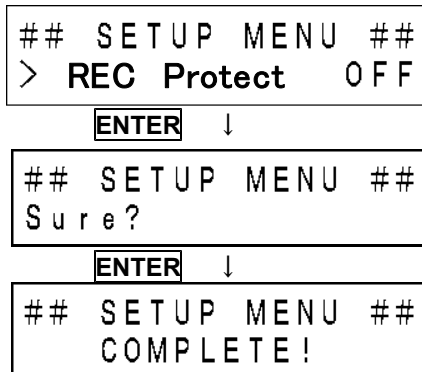 ## SETUP MENU ##
> REC Protect OFF
ENTER ↓
## SETUP MENU ##
Sure?
ENTER ↓
## SETUP MENU ##
COMPLETE!